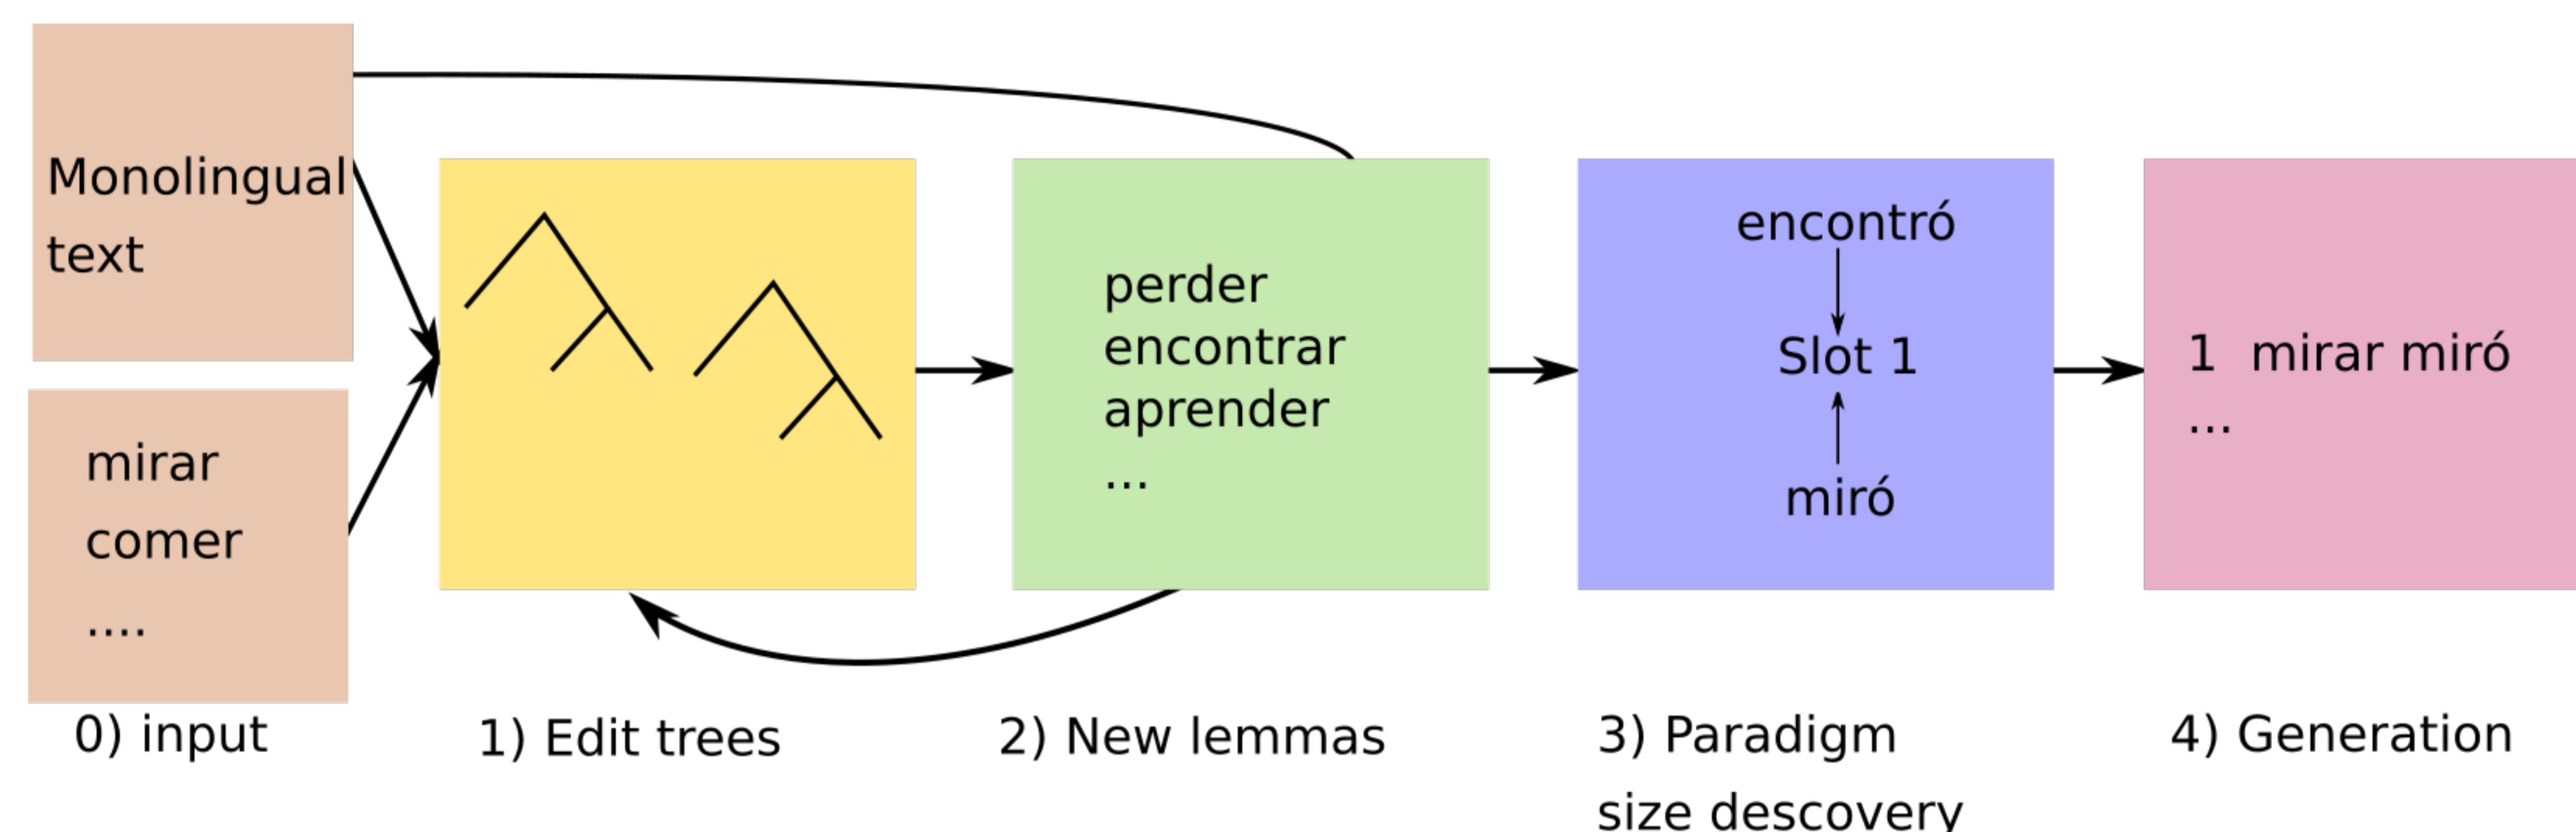 Monolingual
text
mirar
comer
....
0) input
1) Edit trees
perder
encontrar
aprender
...
2) New lemmas
encontró
Slot 1
miró
3) Paradigm
size descovery
1 mirar miró
...
4) Generation